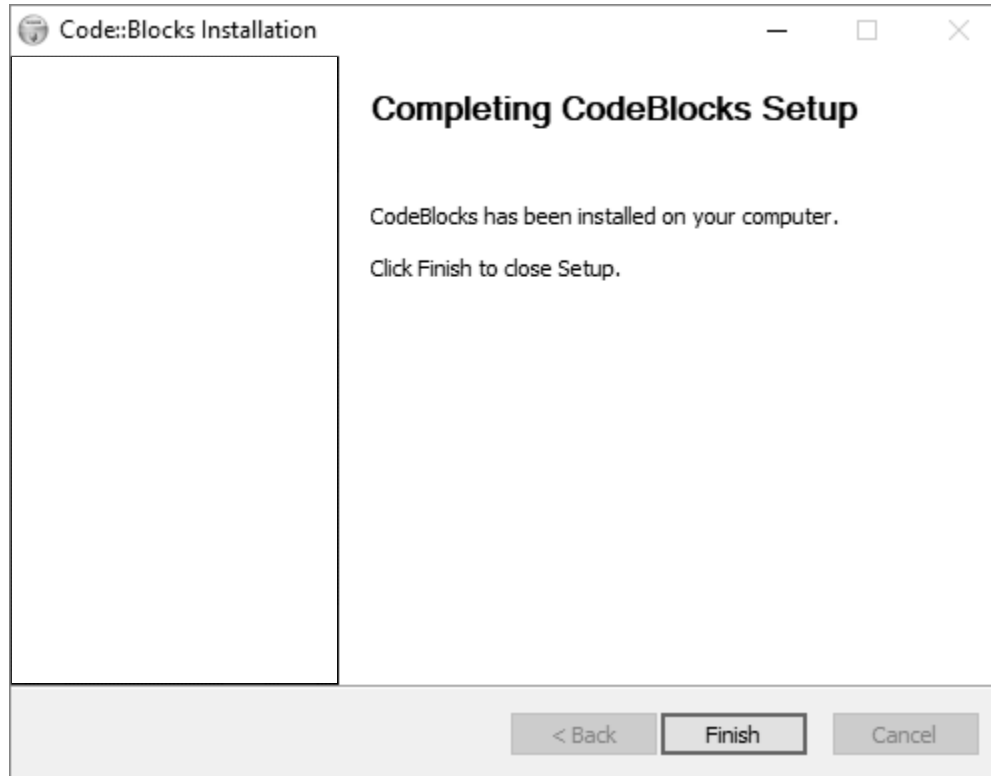 Code::Blocks Installation
Completing CodeBlocks Setup
CodeBlocks has been installed on your computer.
Click Finish to close Setup.
< Back
Finish
Cancel